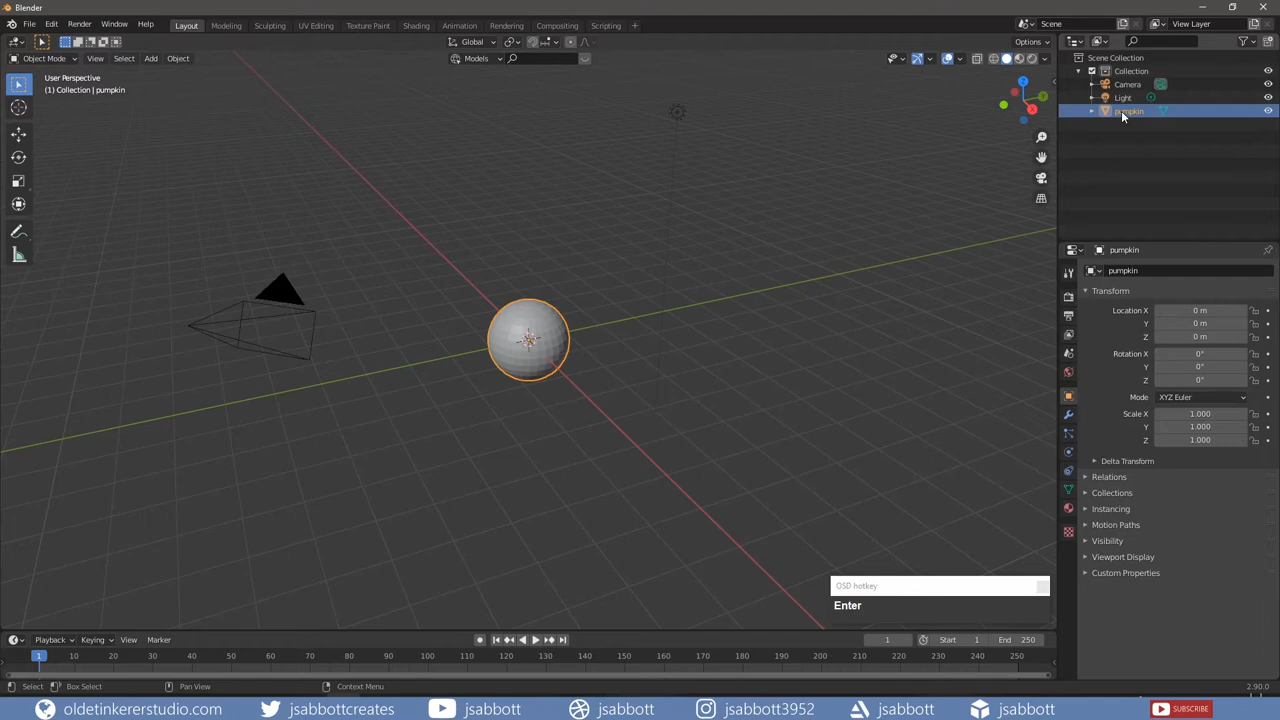 Blender
File Edit Render Window Help Layout Modeling Sculpting UV Editing Texture Paint Shading Animation Rendering Compositing Scripting + Scene View Layer
Global Options
Object Mode View Select Add Object Models
User Perspective
(1) Collection | pumpkin
Scene Collection
Collection
Camera
Light
pumpkin
pumpkin
pumpkin
Transform
Location X 0 m
Y 0 m
Z 0 m
Rotation X 0°
Y 0°
Z 0°
Mode XYZ Euler
Scale X 1.000
Y 1.000
Z 1.000
Delta Transform
Relations
Collections
Instancing
Motion Paths
Visibility
Viewport Display
Custom Properties
X
Y
Z
OSD hotkey
Enter
Playback Keying View Marker 1 Start 1 End 250
1 10 20 30 40 50 60 70 80 90 100 110 120 130 140 150 160 170 180 190 200 210 220 230 240 250
Select Box Select Pan View Context Menu 2.90.0
oldetinkererstudio.com jsabbottcreates jsabbott jsabbott jsabbott3952 jsabbott jsabbott SUBSCRIBE